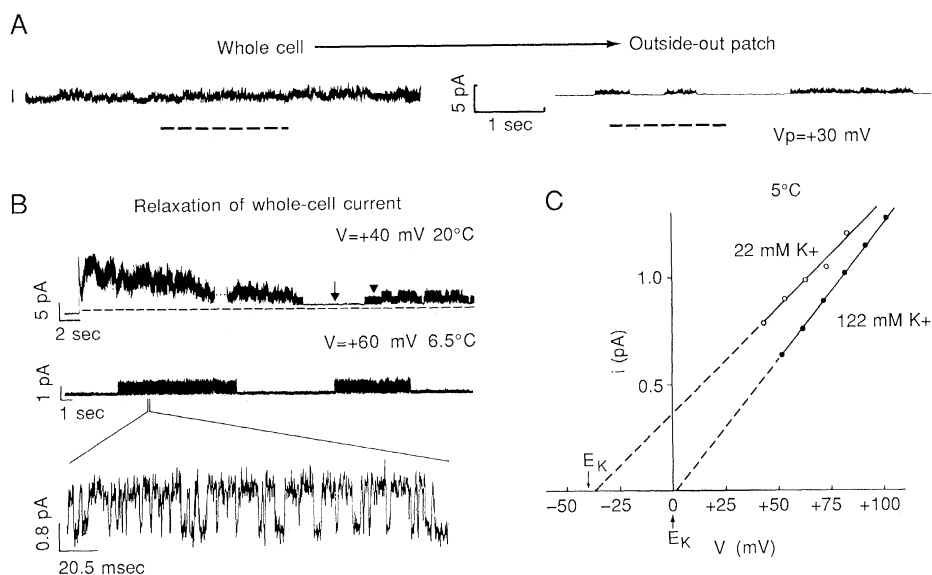 A
Whole cell
Outside-out patch
I
5 pA
1 sec
Vp=+30 mV
B
Relaxation of whole-cell current
V=+40 mV 20°C
5 pA
2 sec
V=+60 mV 6.5°C
1 pA
1 sec
0.8 pA
20.5 msec
C
5°C
22 mM K+
122 mM K+
1.0
0.5
i (pA)
EK
-50 -25 0 +25 +50 +75 +100
EK
V (mV)